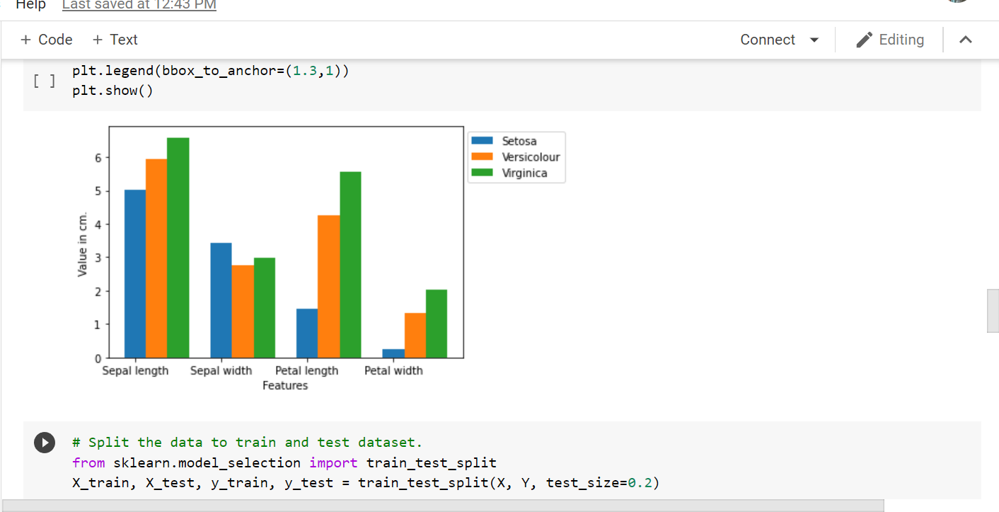 Help Last saved at 12:43 PM
+ Code + Text Connect Editing
plt.legend(bbox_to_anchor=(1.3,1))
[ ]
plt.show()
Setosa
Versicolour
Virginica
6
5
4
3
2
1
0
Value in cm.
Sepal length Sepal width Petal length Petal width
Features
# Split the data to train and test dataset.
from sklearn.model_selection import train_test_split
X_train, X_test, y_train, y_test = train_test_split(X, Y, test_size=0.2)